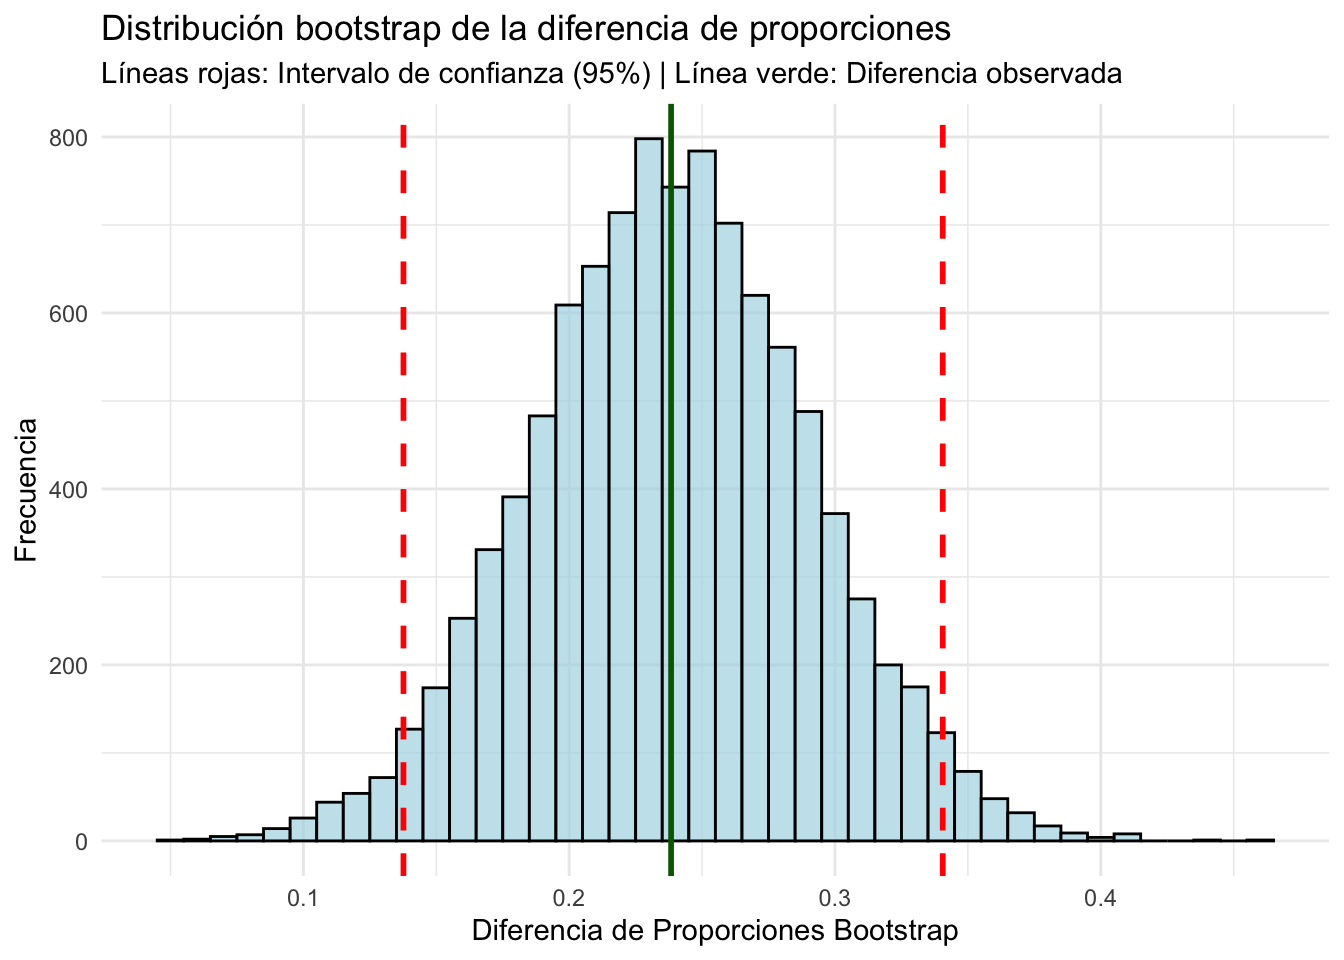 Distribución bootstrap de la diferencia de proporciones
Líneas rojas: Intervalo de confianza (95%) | Línea verde: Diferencia observada
800
600
400
200
0
Frecuencia
0.1
0.2
0.3
0.4
Diferencia de Proporciones Bootstrap